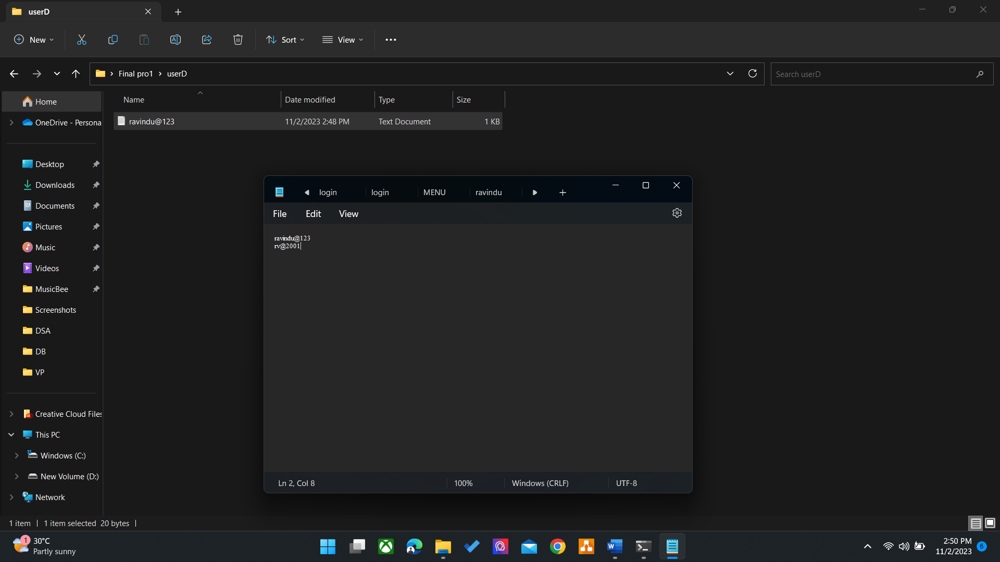 userD
New
Sort
View
Final pro1 > userD
Search userD
Name
Date modified
Type
Size
ravindu@123
11/2/2023 2:48 PM
Text Document
1 KB
Home
OneDrive - Persona
Desktop
Downloads
Documents
Pictures
Music
Videos
MusicBee
Screenshots
DSA
DB
VP
Creative Cloud Files
This PC
Windows (C:)
New Volume (D:)
Network
login
login
MENU
ravindu
File
Edit
View
ravindu@123
rv@2001
Ln 2, Col 8
100%
Windows (CRLF)
UTF-8
1 item
1 item selected 20 bytes
1
30°C
Partly sunny
W
2:50 PM
11/2/2023
6